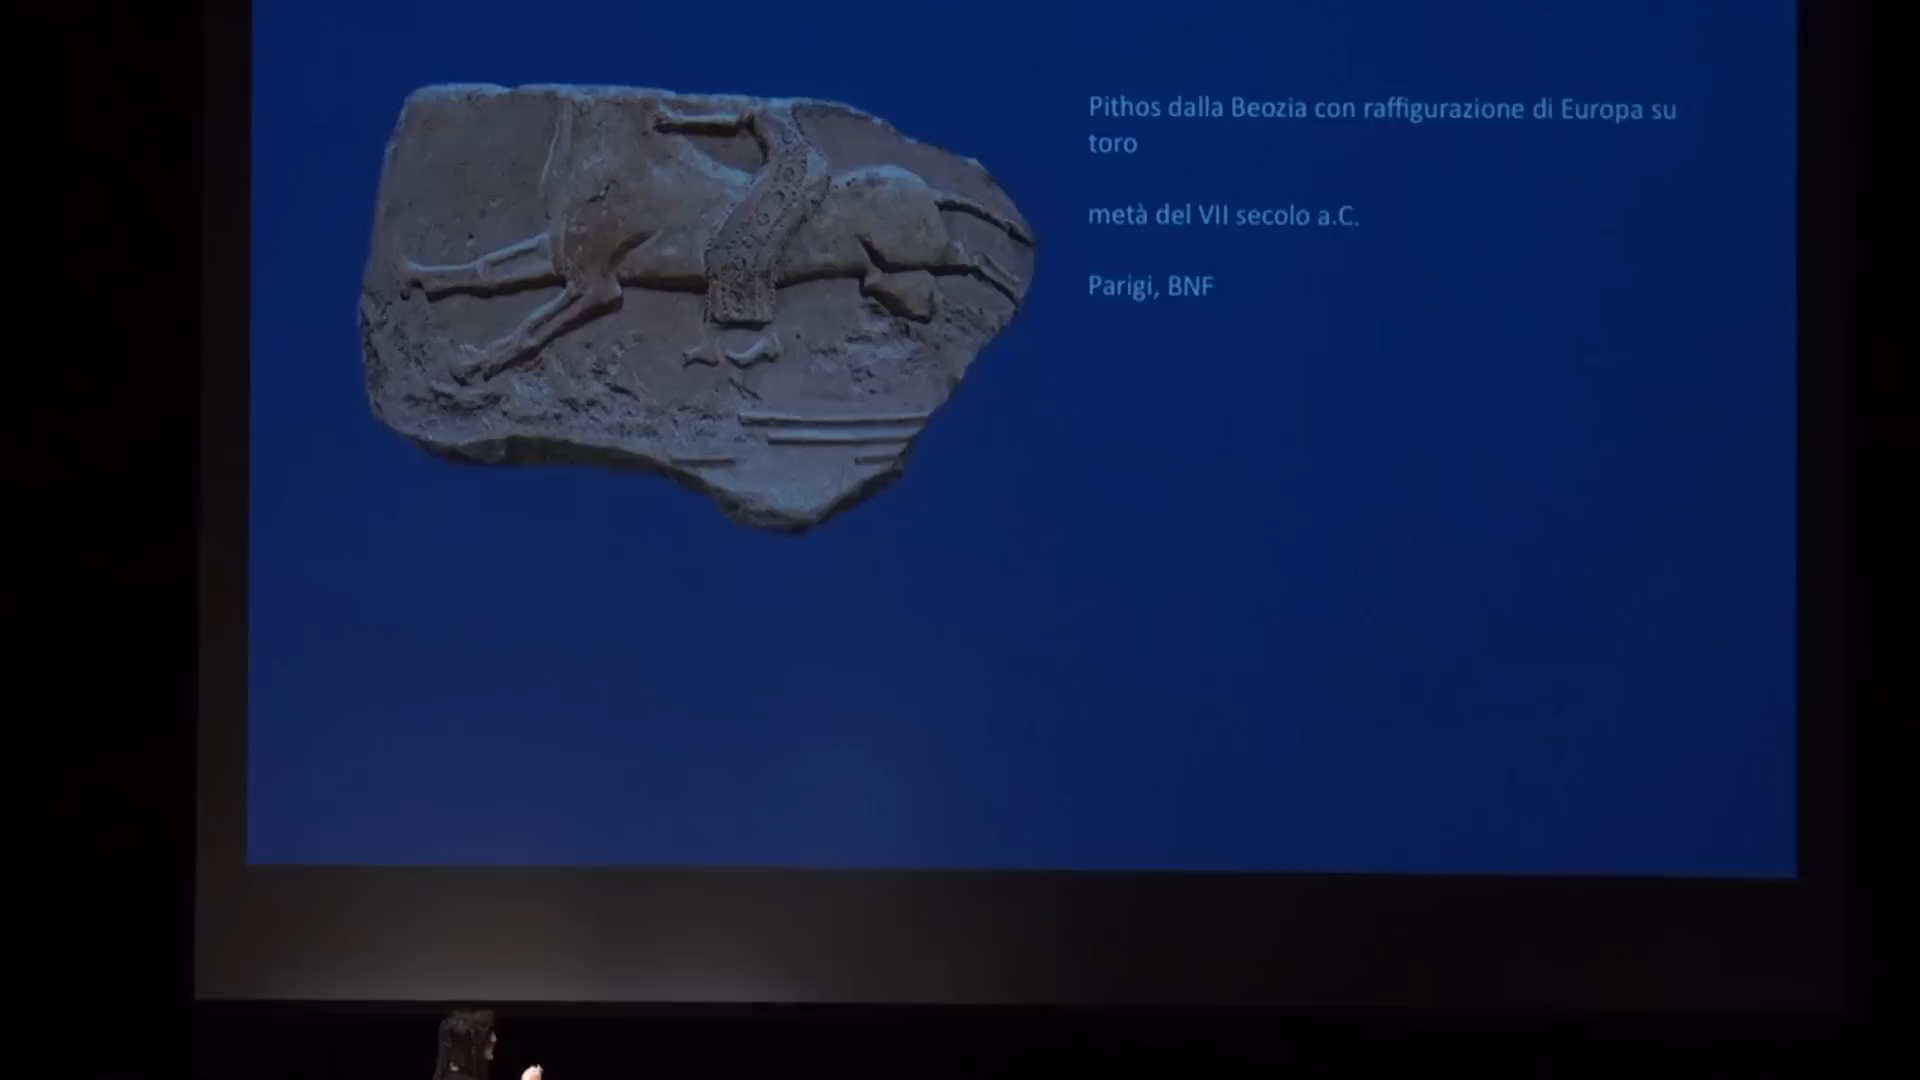 Pithos dalla Beozia con raffigurazione di Europa su
toro
metà del VII secolo a.C.
Parigi, BNF